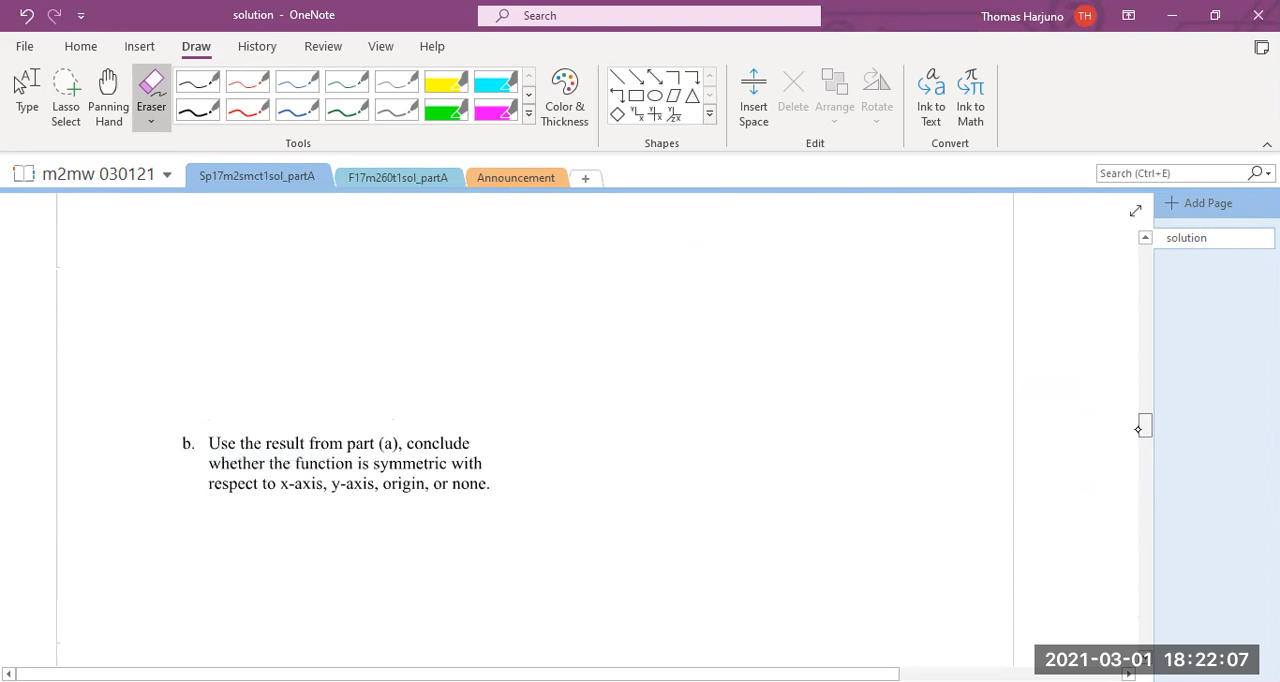 solution - OneNote
Search
Thomas Harjuno
TH
File Home Insert Draw History Review View Help
Type
Lasso Select
Panning Hand
Eraser
Color & Thickness
Insert Space
Delete
Arrange
Rotate
Ink to Text
Ink to Math
Tools
Shapes
Edit
Convert
m2mw 030121
Sp17m2smct1sol_partA
F17m260t1sol_partA
Announcement
Search (Ctrl+E)
Add Page
solution
b. Use the result from part (a), conclude
whether the function is symmetric with
respect to x-axis, y-axis, origin, or none.
2021-03-01 18:22:07